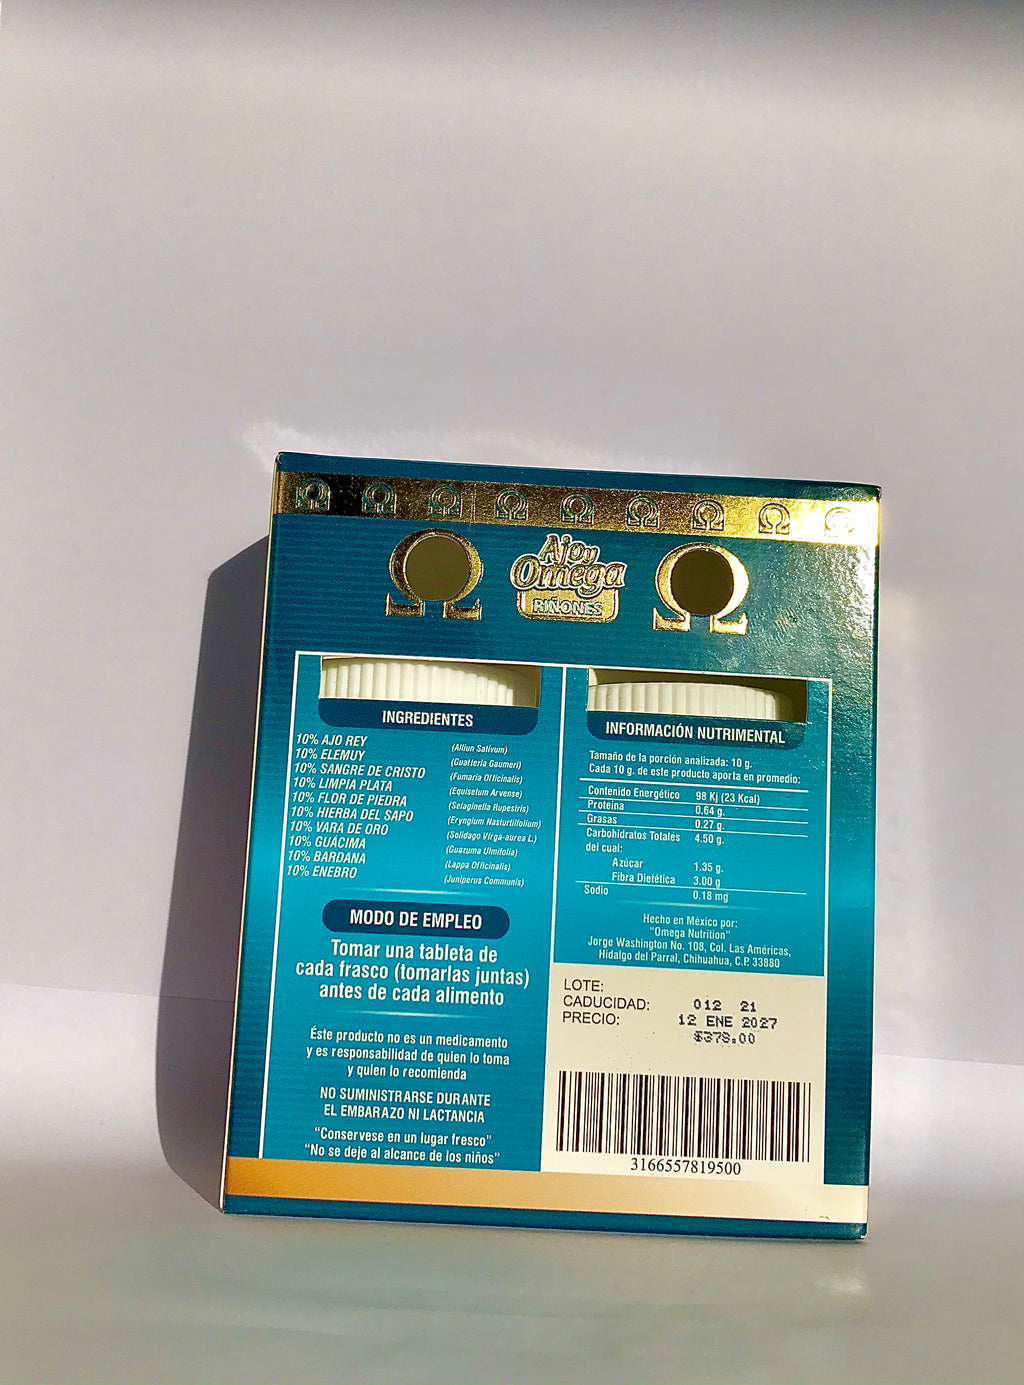 Ajo y
Omega
RIÑONES
INGREDIENTES
10% AJO REY (Alliun Sativum)
10% ELEMUY (Guatteria Gaumeri)
10% SANGRE DE CRISTO (Fumaria Officinalis)
10% LIMPIA PLATA (Equisetum Arvense)
10% FLOR DE PIEDRA (Selaginella Rupestris)
10% HIERBA DEL SAPO (Eryngium Nasturtiifolium)
10% VARA DE ORO (Solidago Virga-aurea L.)
10% GUÁCIMA (Guazuma Ulmifolia)
10% BARDANA (Lappa Officinalis)
10% ENEBRO (Juniperus Communis)
MODO DE EMPLEO
Tomar una tableta de
cada frasco (tomarlas juntas)
antes de cada alimento
Éste producto no es un medicamento
y es responsabilidad de quien lo toma
y quien lo recomienda
NO SUMINISTRARSE DURANTE
EL EMBARAZO NI LACTANCIA
“Conservese en un lugar fresco”
“No se deje al alcance de los niños”
INFORMACIÓN NUTRIMENTAL
Tamaño de la porción analizada: 10 g.
Cada 10 g. de este producto aporta en promedio:
Contenido Energético 98 Kj (23 Kcal)
Proteína 0.64 g.
Grasas 0.27 g.
Carbohidratos Totales 4.50 g.
del cual:
Azúcar 1.35 g.
Fibra Dietética 3.00 g
Sodio 0.18 mg
Hecho en México por:
“Omega Nutrition”
Jorge Washington No. 108, Col. Las Américas,
Hidalgo del Parral, Chihuahua, C.P. 33880
LOTE: 012 21
CADUCIDAD: 12 ENE 2027
PRECIO: $378.00
3166557819500